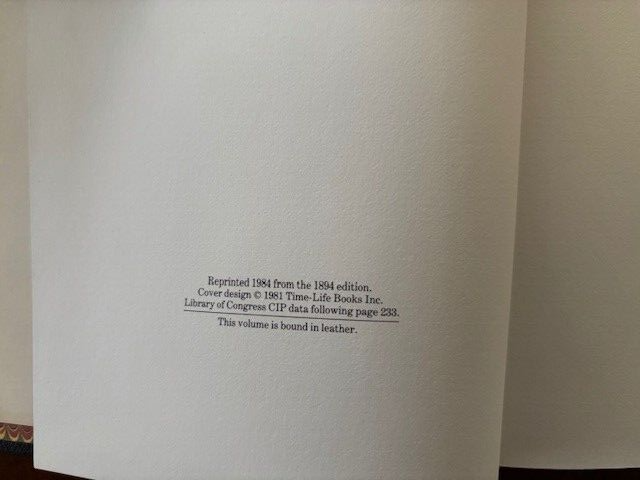 Reprinted 1984 from the 1894 edition.
Cover design © 1981 Time-Life Books Inc.
Library of Congress CIP data following page 233.
This volume is bound in leather.